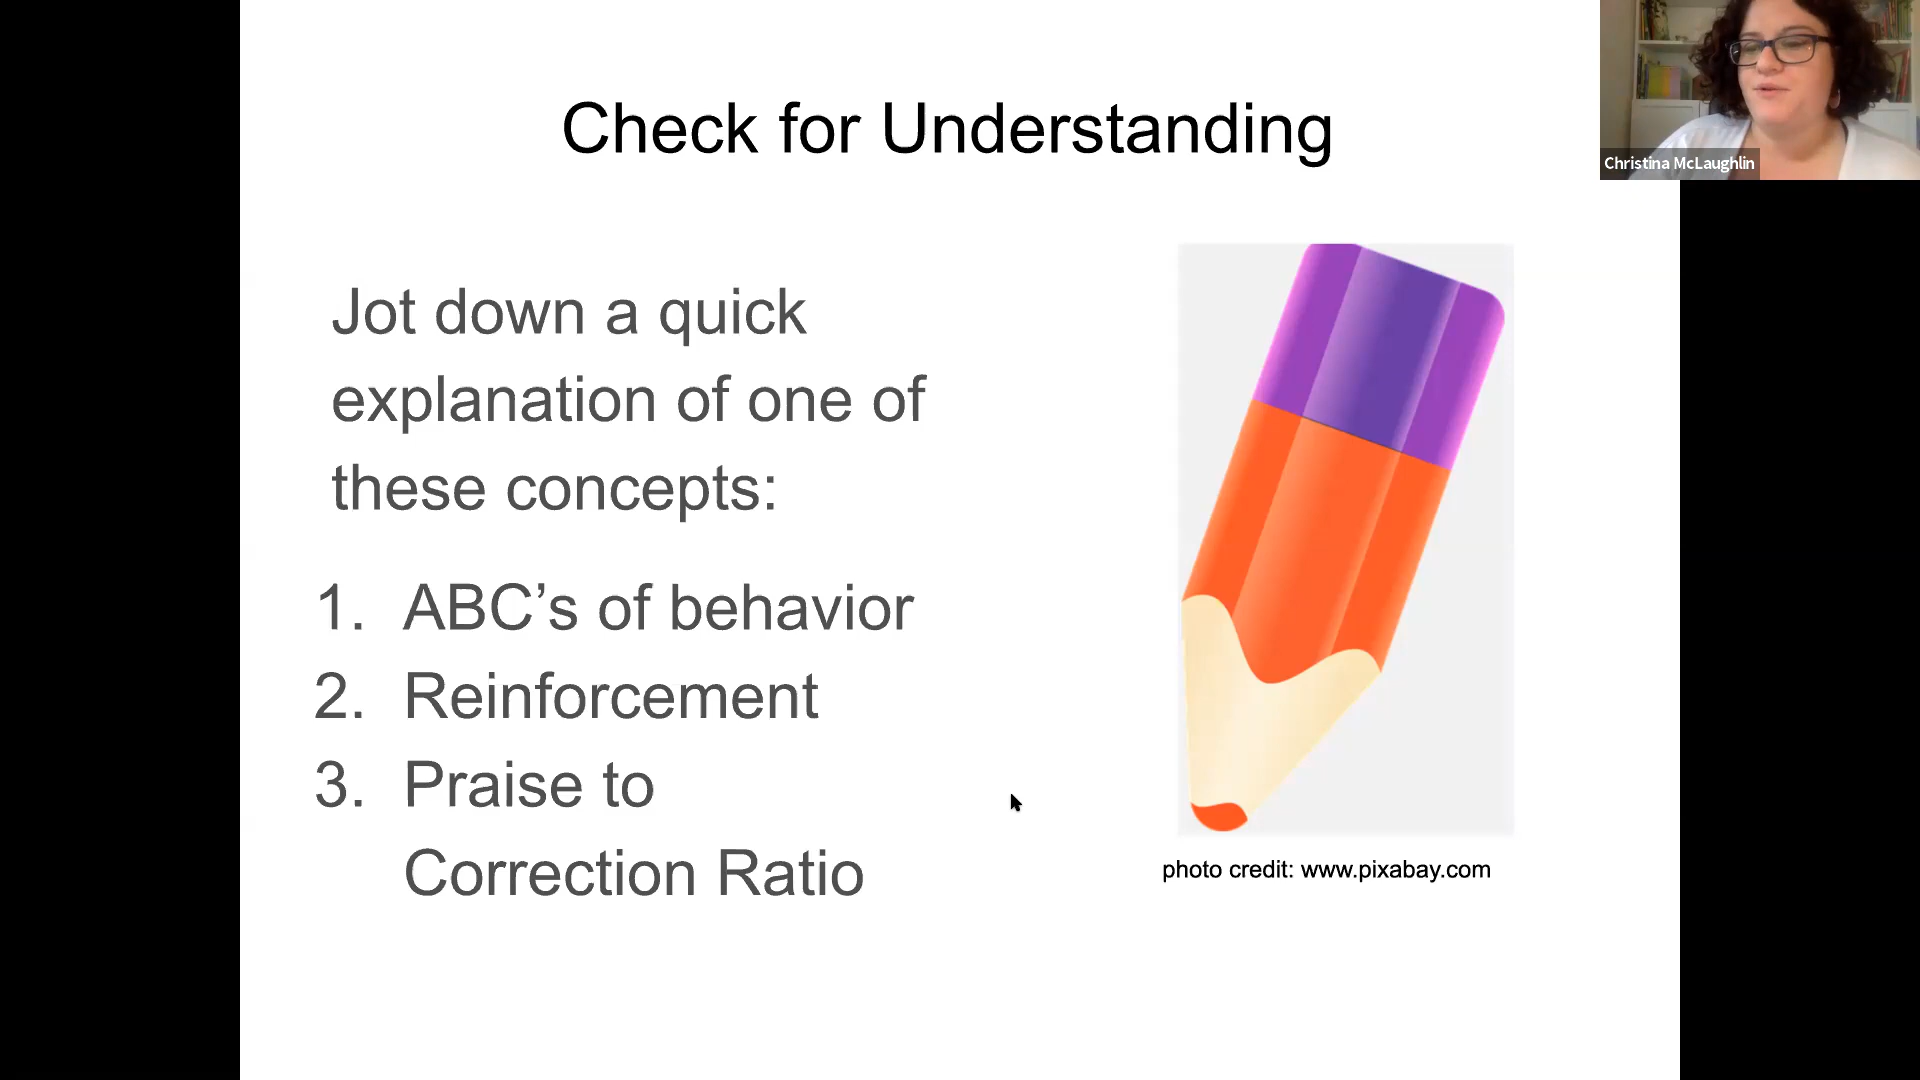 Check for Understanding
Christina McLaughlin
Jot down a quick
explanation of one of
these concepts:
1. ABC’s of behavior
2. Reinforcement
3. Praise to
Correction Ratio
photo credit: www.pixabay.com